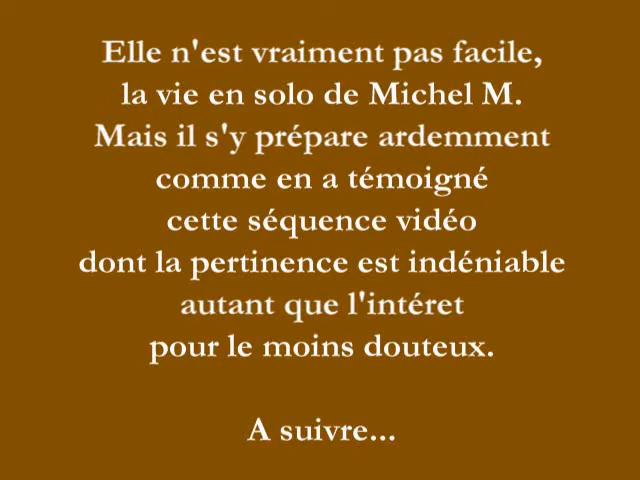 Elle n'est vraiment pas facile,
la vie en solo de Michel M.
Mais il s'y prépare ardemment
comme en a témoigné
cette séquence vidéo
dont la pertinence est indéniable
autant que l'intéret
pour le moins douteux.
A suivre...